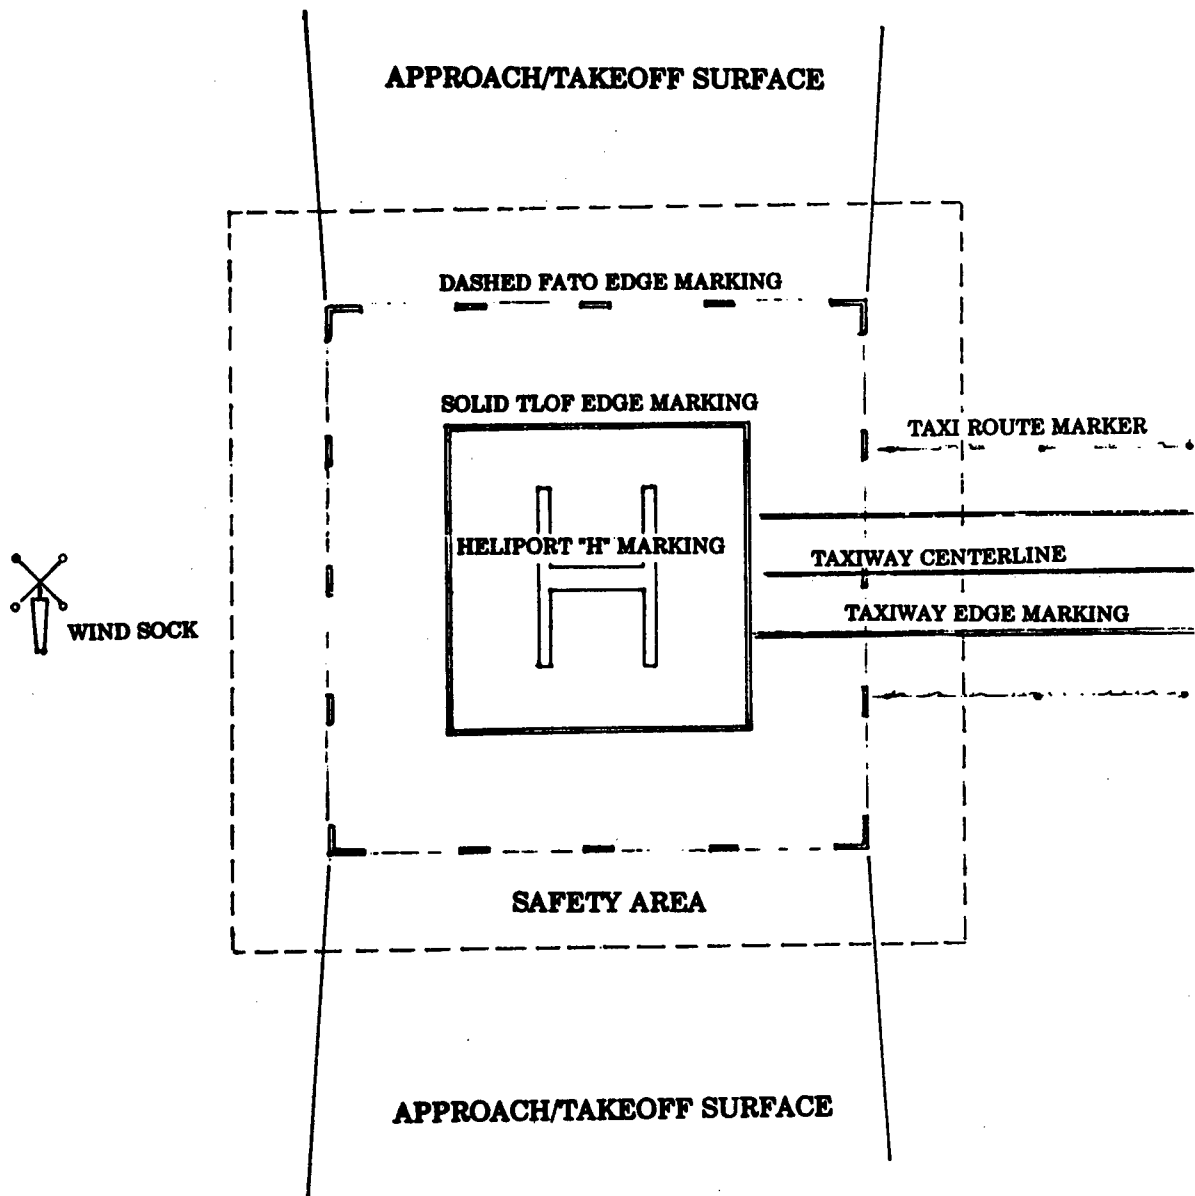 APPROACH/TAKEOFF SURFACE
DASHED FATO EDGE MARKING
SOLID TLOF EDGE MARKING
TAXI ROUTE MARKER
HELIPORT "H" MARKING
TAXIWAY CENTERLINE
TAXIWAY EDGE MARKING
WIND SOCK
SAFETY AREA
APPROACH/TAKEOFF SURFACE